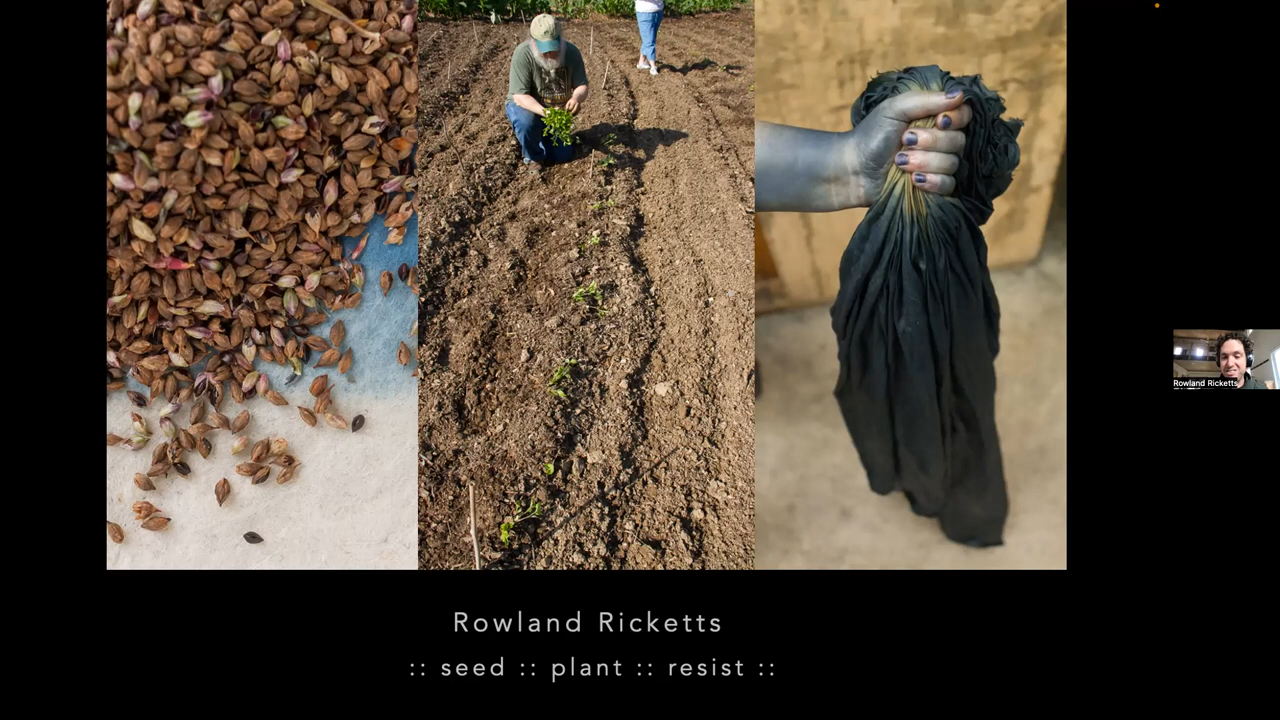 Rowland Ricketts
Rowland Ricketts
:: seed :: plant :: resist ::